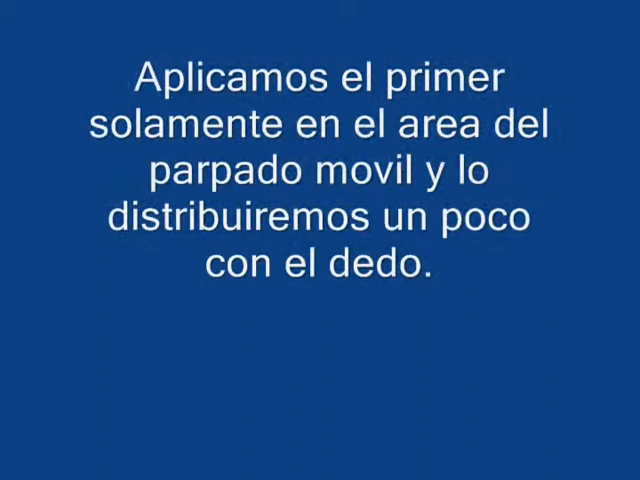 Aplicamos el primer
solamente en el area del
parpado movil y lo
distribuiremos un poco
con el dedo.